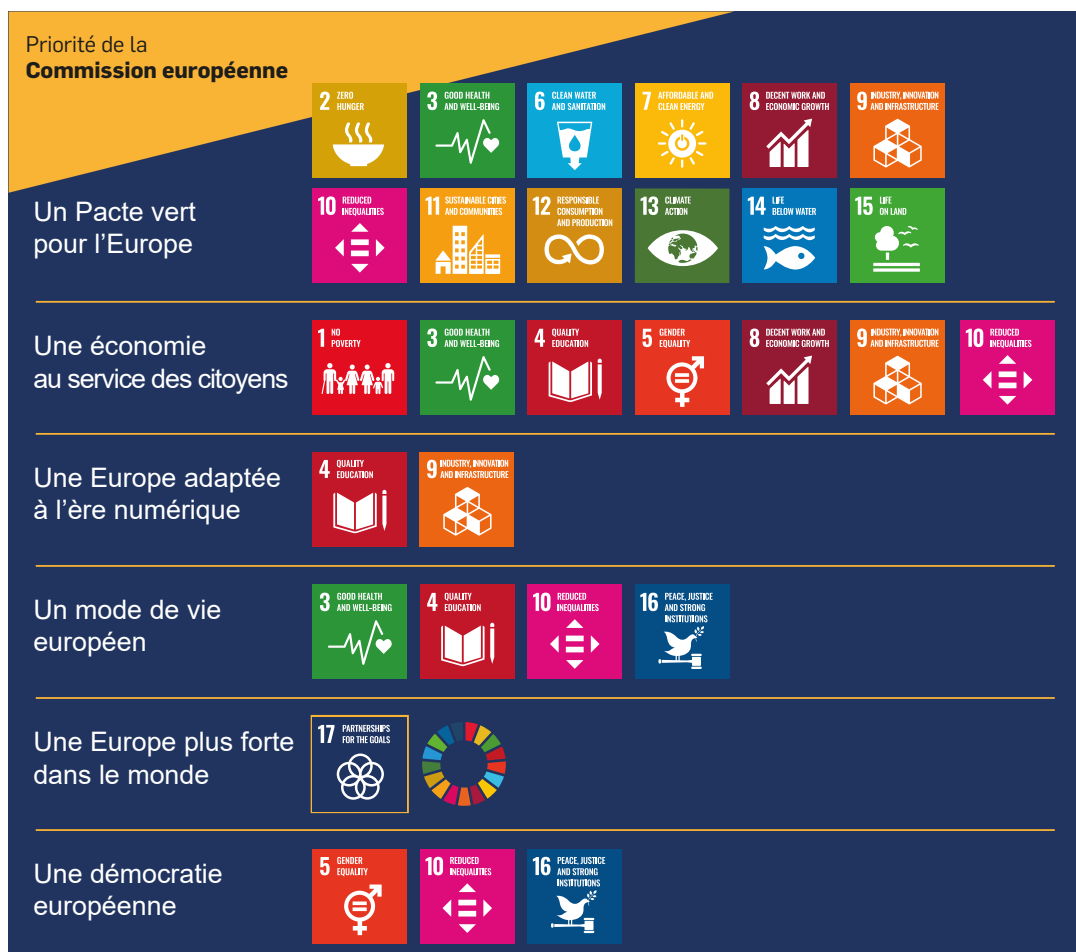 Priorité de la
Commission européenne
2 ZERO
HUNGER
3 GOOD HEALTH
AND WELL-BEING
6 CLEAN WATER
AND SANITATION
7 AFFORDABLE AND
CLEAN ENERGY
8 DECENT WORK AND
ECONOMIC GROWTH
9 INDUSTRY, INNOVATION
AND INFRASTRUCTURE
Un Pacte vert
pour l’Europe
10 REDUCED
INEQUALITIES
11 SUSTAINABLE CITIES
AND COMMUNITIES
12 RESPONSIBLE
CONSUMPTION
AND PRODUCTION
13 CLIMATE
ACTION
14 LIFE
BELOW WATER
15 LIFE
ON LAND
Une économie
au service des citoyens
1 NO
POVERTY
3 GOOD HEALTH
AND WELL-BEING
4 QUALITY
EDUCATION
5 GENDER
EQUALITY
8 DECENT WORK AND
ECONOMIC GROWTH
9 INDUSTRY, INNOVATION
AND INFRASTRUCTURE
10 REDUCED
INEQUALITIES
Une Europe adaptée
à l’ère numérique
4 QUALITY
EDUCATION
9 INDUSTRY, INNOVATION
AND INFRASTRUCTURE
Un mode de vie
européen
3 GOOD HEALTH
AND WELL-BEING
4 QUALITY
EDUCATION
10 REDUCED
INEQUALITIES
16 PEACE, JUSTICE
AND STRONG
INSTITUTIONS
Une Europe plus forte
dans le monde
17 PARTNERSHIPS
FOR THE GOALS
Une démocratie
européenne
5 GENDER
EQUALITY
10 REDUCED
INEQUALITIES
16 PEACE, JUSTICE
AND STRONG
INSTITUTIONS